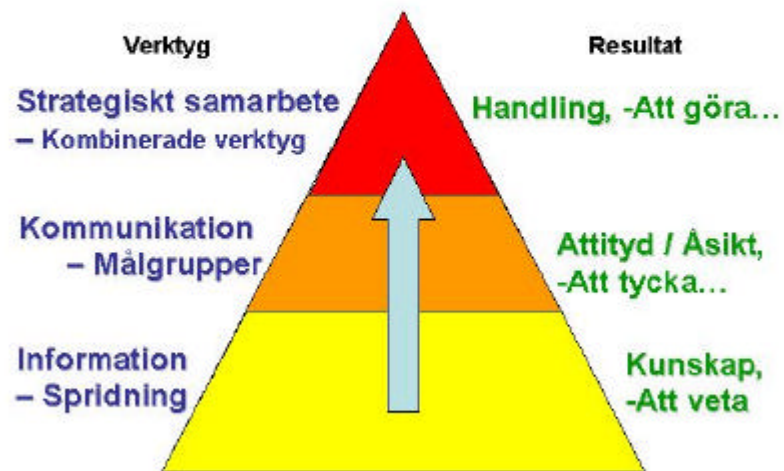 Verktyg
Resultat
Strategiskt samarbete
– Kombinerade verktyg
Handling, -Att göra...
Kommunikation
– Målgrupper
Attityd / Åsikt,
-Att tycka...
Information
– Spridning
Kunskap,
-Att veta